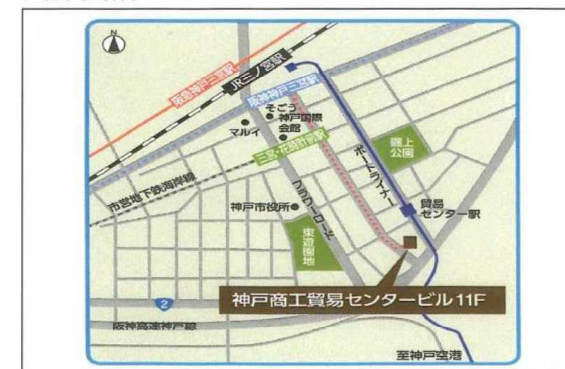 N
阪急神戸三宮駅
JR三ノ宮駅
阪神神戸三宮駅
そごう
神戸国際
会館
マルイ
三宮・花時計前駅
磯上
公園
ポートライナー
市営地下鉄海岸線
フラワーロード
神戸市役所
貿易
センター駅
東遊園地
神戸商工貿易センタービル11F
2
阪神高速神戸線
至神戸空港